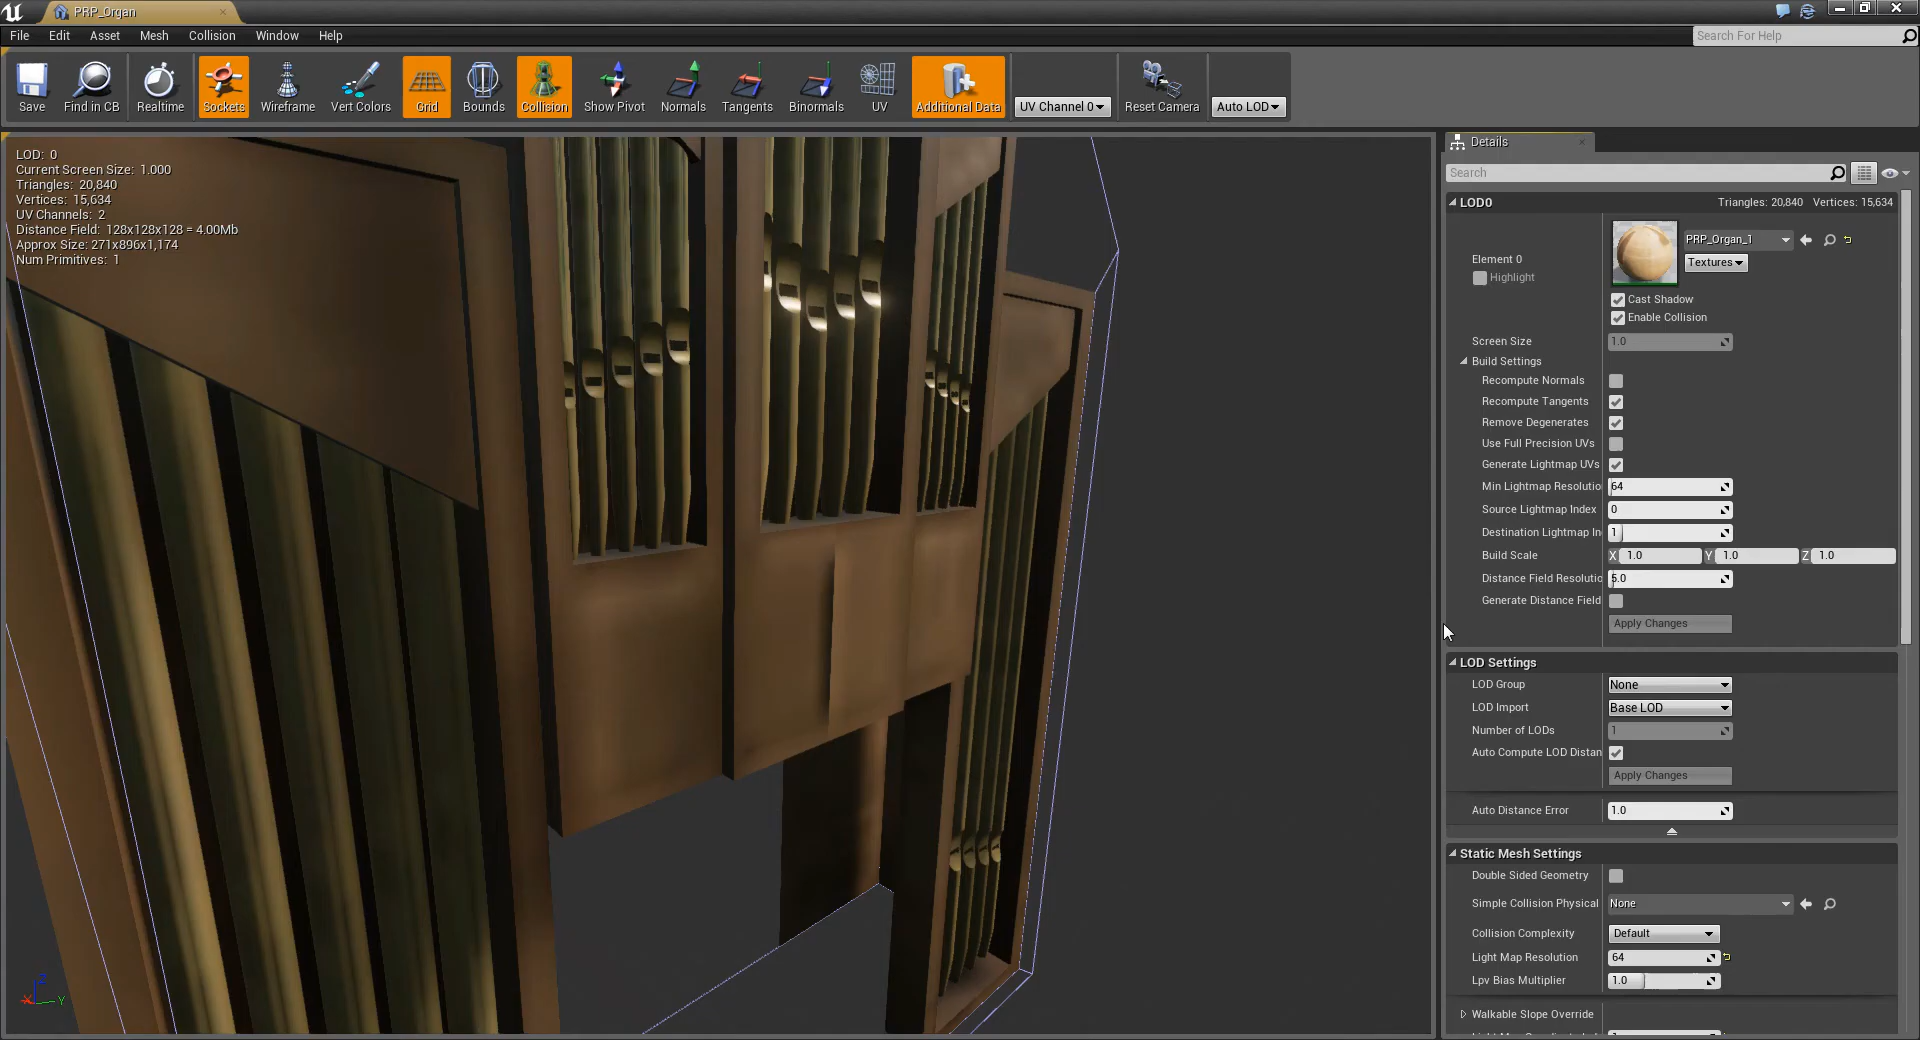 PRP_Organ
File Edit Asset Mesh Collision Window Help
Search For Help
Save Find in CB Realtime Sockets Wireframe Vert Colors Grid Bounds Collision Show Pivot Normals Tangents Binormals UV Additional Data UV Channel 0 Reset Camera Auto LOD
LOD: 0
Current Screen Size: 1.000
Triangles: 20,840
Vertices: 15,634
UV Channels: 2
Distance Field: 128x128x128 = 4.00Mb
Approx Size: 271x896x1,174
Num Primitives: 1
X Y Z
Details
Search
LOD0 Triangles: 20,840 Vertices: 15,634
PRP_Organ_1
Element 0
Textures
Highlight
Cast Shadow
Enable Collision
Screen Size 1.0
Build Settings
Recompute Normals
Recompute Tangents
Remove Degenerates
Use Full Precision UVs
Generate Lightmap UVs
Min Lightmap Resolutio 64
Source Lightmap Index 0
Destination Lightmap In 1
Build Scale X 1.0 Y 1.0 Z 1.0
Distance Field Resolutio 5.0
Generate Distance Field
Apply Changes
LOD Settings
LOD Group None
LOD Import Base LOD
Number of LODs 1
Auto Compute LOD Distan
Apply Changes
Auto Distance Error 1.0
Static Mesh Settings
Double Sided Geometry
Simple Collision Physical None
Collision Complexity Default
Light Map Resolution 64
Lpv Bias Multiplier 1.0
Walkable Slope Override